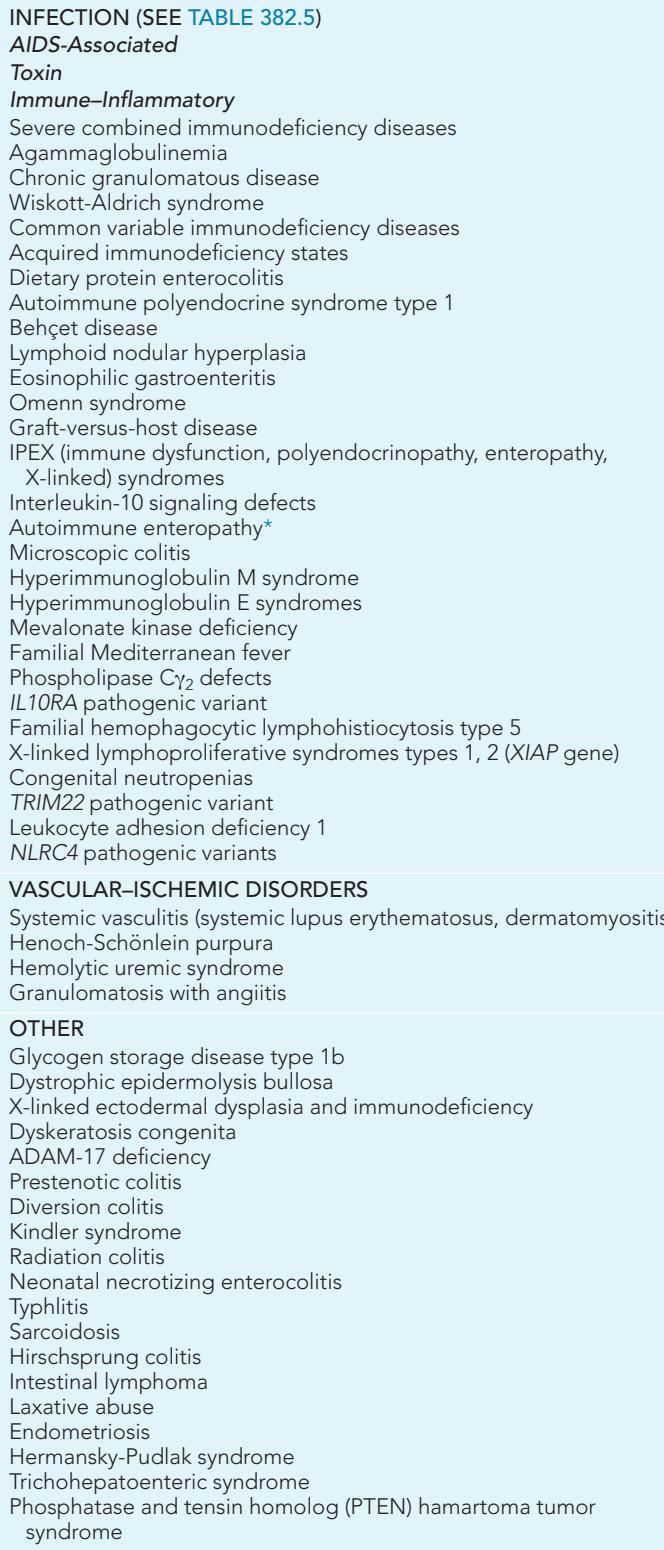 INFECTION (SEE TABLE 382.5)
AIDS-Associated
Toxin
Immune–Inflammatory
Severe combined immunodeficiency diseases
Agammaglobulinemia
Chronic granulomatous disease
Wiskott-Aldrich syndrome
Common variable immunodeficiency diseases
Acquired immunodeficiency states
Dietary protein enterocolitis
Autoimmune polyendocrine syndrome type 1
Behçet disease
Lymphoid nodular hyperplasia
Eosinophilic gastroenteritis
Omenn syndrome
Graft-versus-host disease
IPEX (immune dysfunction, polyendocrinopathy, enteropathy,
X-linked) syndromes
Interleukin-10 signaling defects
Autoimmune enteropathy*
Microscopic colitis
Hyperimmunoglobulin M syndrome
Hyperimmunoglobulin E syndromes
Mevalonate kinase deficiency
Familial Mediterranean fever
Phospholipase Cγ₂ defects
IL10RA pathogenic variant
Familial hemophagocytic lymphohistiocytosis type 5
X-linked lymphoproliferative syndromes types 1, 2 (XIAP gene)
Congenital neutropenias
TRIM22 pathogenic variant
Leukocyte adhesion deficiency 1
NLRC4 pathogenic variants
VASCULAR–ISCHEMIC DISORDERS
Systemic vasculitis (systemic lupus erythematosus, dermatomyositis
Henoch-Schönlein purpura
Hemolytic uremic syndrome
Granulomatosis with angiitis
OTHER
Glycogen storage disease type 1b
Dystrophic epidermolysis bullosa
X-linked ectodermal dysplasia and immunodeficiency
Dyskeratosis congenita
ADAM-17 deficiency
Prestenotic colitis
Diversion colitis
Kindler syndrome
Radiation colitis
Neonatal necrotizing enterocolitis
Typhlitis
Sarcoidosis
Hirschsprung colitis
Intestinal lymphoma
Laxative abuse
Endometriosis
Hermansky-Pudlak syndrome
Trichohepatoenteric syndrome
Phosphatase and tensin homolog (PTEN) hamartoma tumor
syndrome